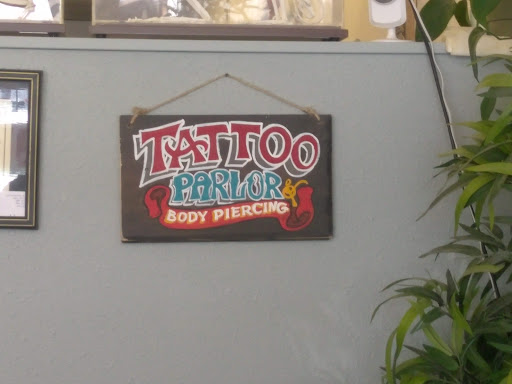 TATTOO
PARLOR &
BODY PIERCING